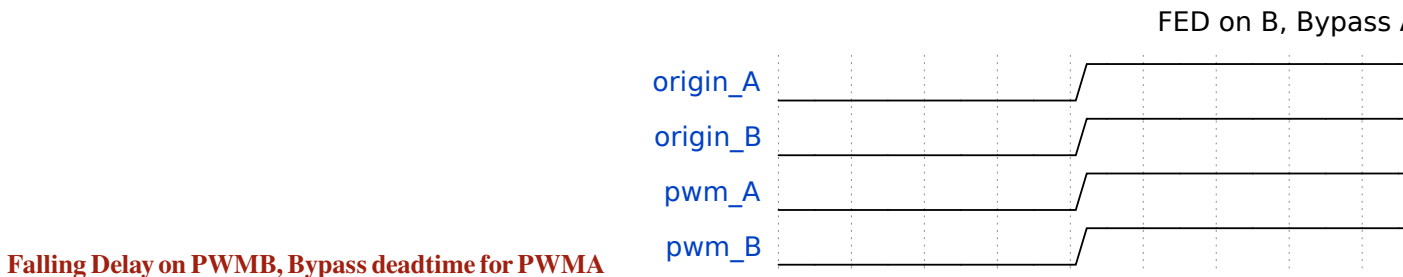 FED on B, Bypass
origin_A
origin_B
pwm_A
pwm_B
Falling Delay on PWMB, Bypass deadtime for PWMA